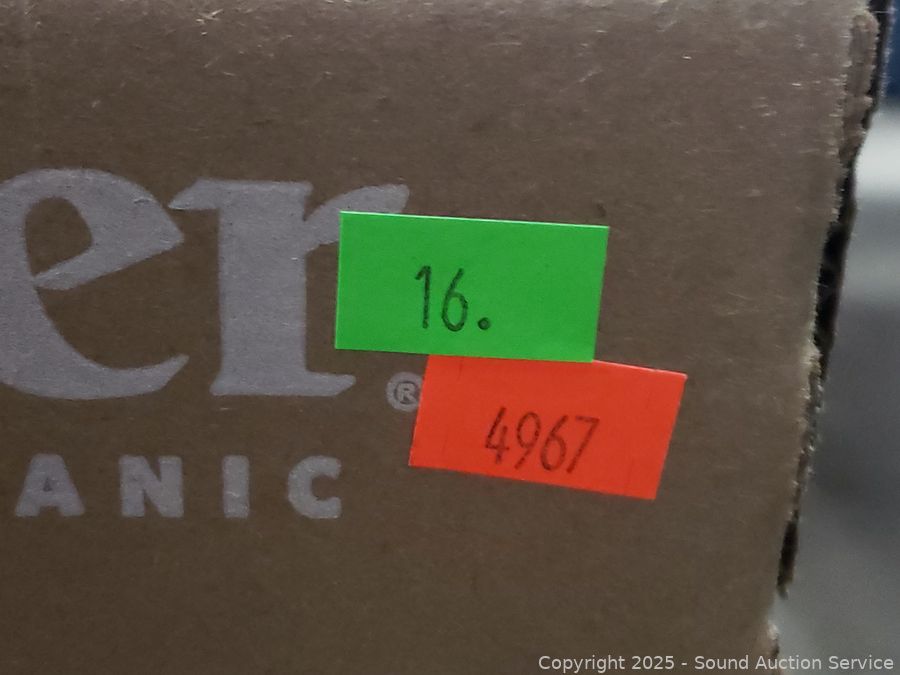 er®
ANIC
16.
4967
Copyright 2025 - Sound Auction Service